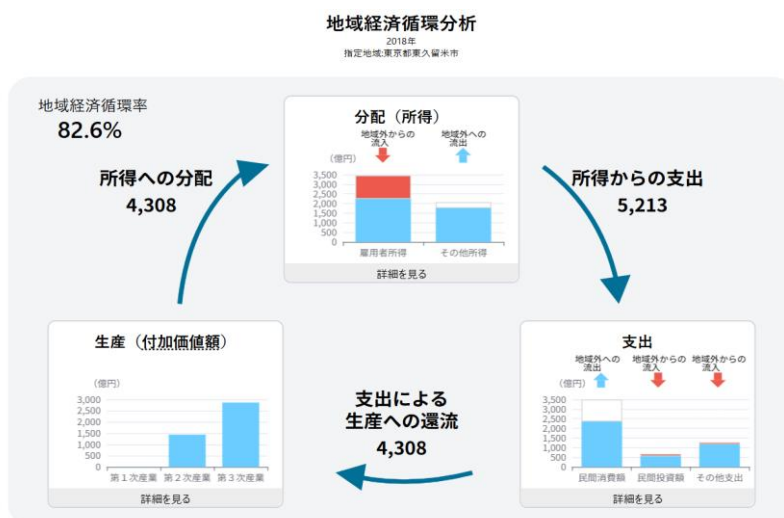 地域経済循環分析
2018年
指定地域:東京都東久留米市
地域経済循環率
82.6%
分配（所得）
地域外からの
流入
地域外への
流出
（億円）
3,500
3,000
2,500
2,000
1,500
1,000
500
0
雇用者所得
その他所得
詳細を見る
所得への分配
4,308
所得からの支出
5,213
生産（付加価値額）
（億円）
3,000
2,500
2,000
1,500
1,000
500
0
第１次産業
第２次産業
第３次産業
詳細を見る
支出による
生産への還流
4,308
支出
地域外への
流出
地域外からの
流入
地域外からの
流入
（億円）
3,500
3,000
2,500
2,000
1,500
1,000
500
0
民間消費額
民間投資額
その他支出
詳細を見る